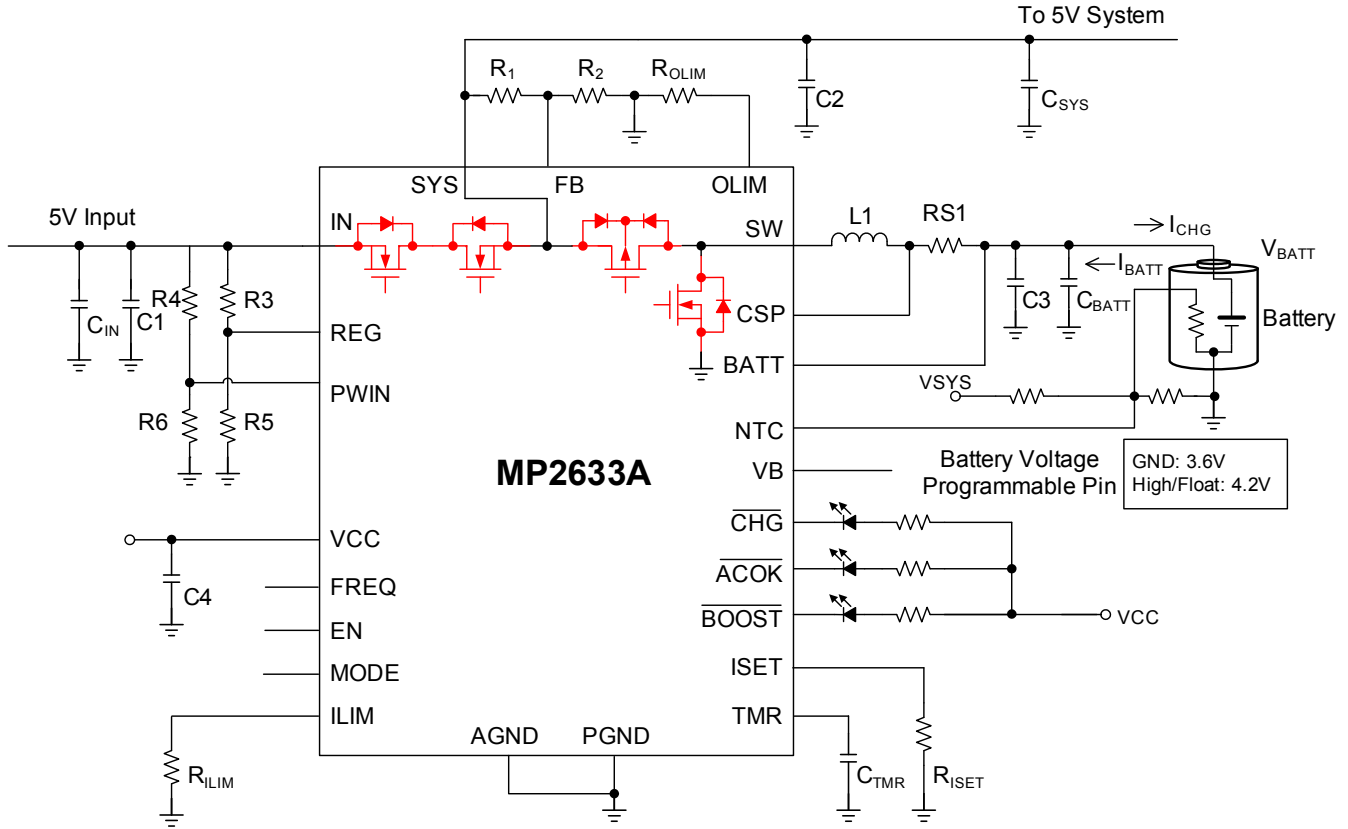 To 5V System
R1
R2
ROLIM
C2
CSYS
SYS
FB
OLIM
5V Input
IN
SW
L1
RS1
ICHG
IBATT
VBATT
R4
R3
CIN
C1
REG
CSP
C3
CBATT
Battery
BATT
PWIN
VSYS
R6
R5
NTC
MP2633A
VB
Battery Voltage
Programmable Pin
GND: 3.6V
High/Float: 4.2V
CHG
VCC
ACOK
C4
FREQ
BOOST
VCC
EN
MODE
ISET
ILIM
TMR
AGND
PGND
RILIM
CTMR
RISET